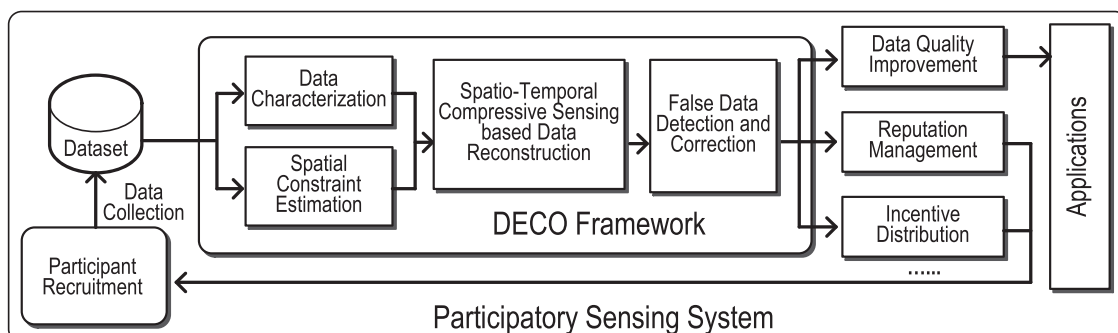 Dataset
Data
Collection
Participant
Recruitment
Data
Characterization
Spatial
Constraint
Estimation
Spatio-Temporal
Compressive Sensing
based Data
Reconstruction
False Data
Detection and
Correction
DECO Framework
Data Quality
Improvement
Reputation
Management
Incentive
Distribution
......
Applications
Participatory Sensing System